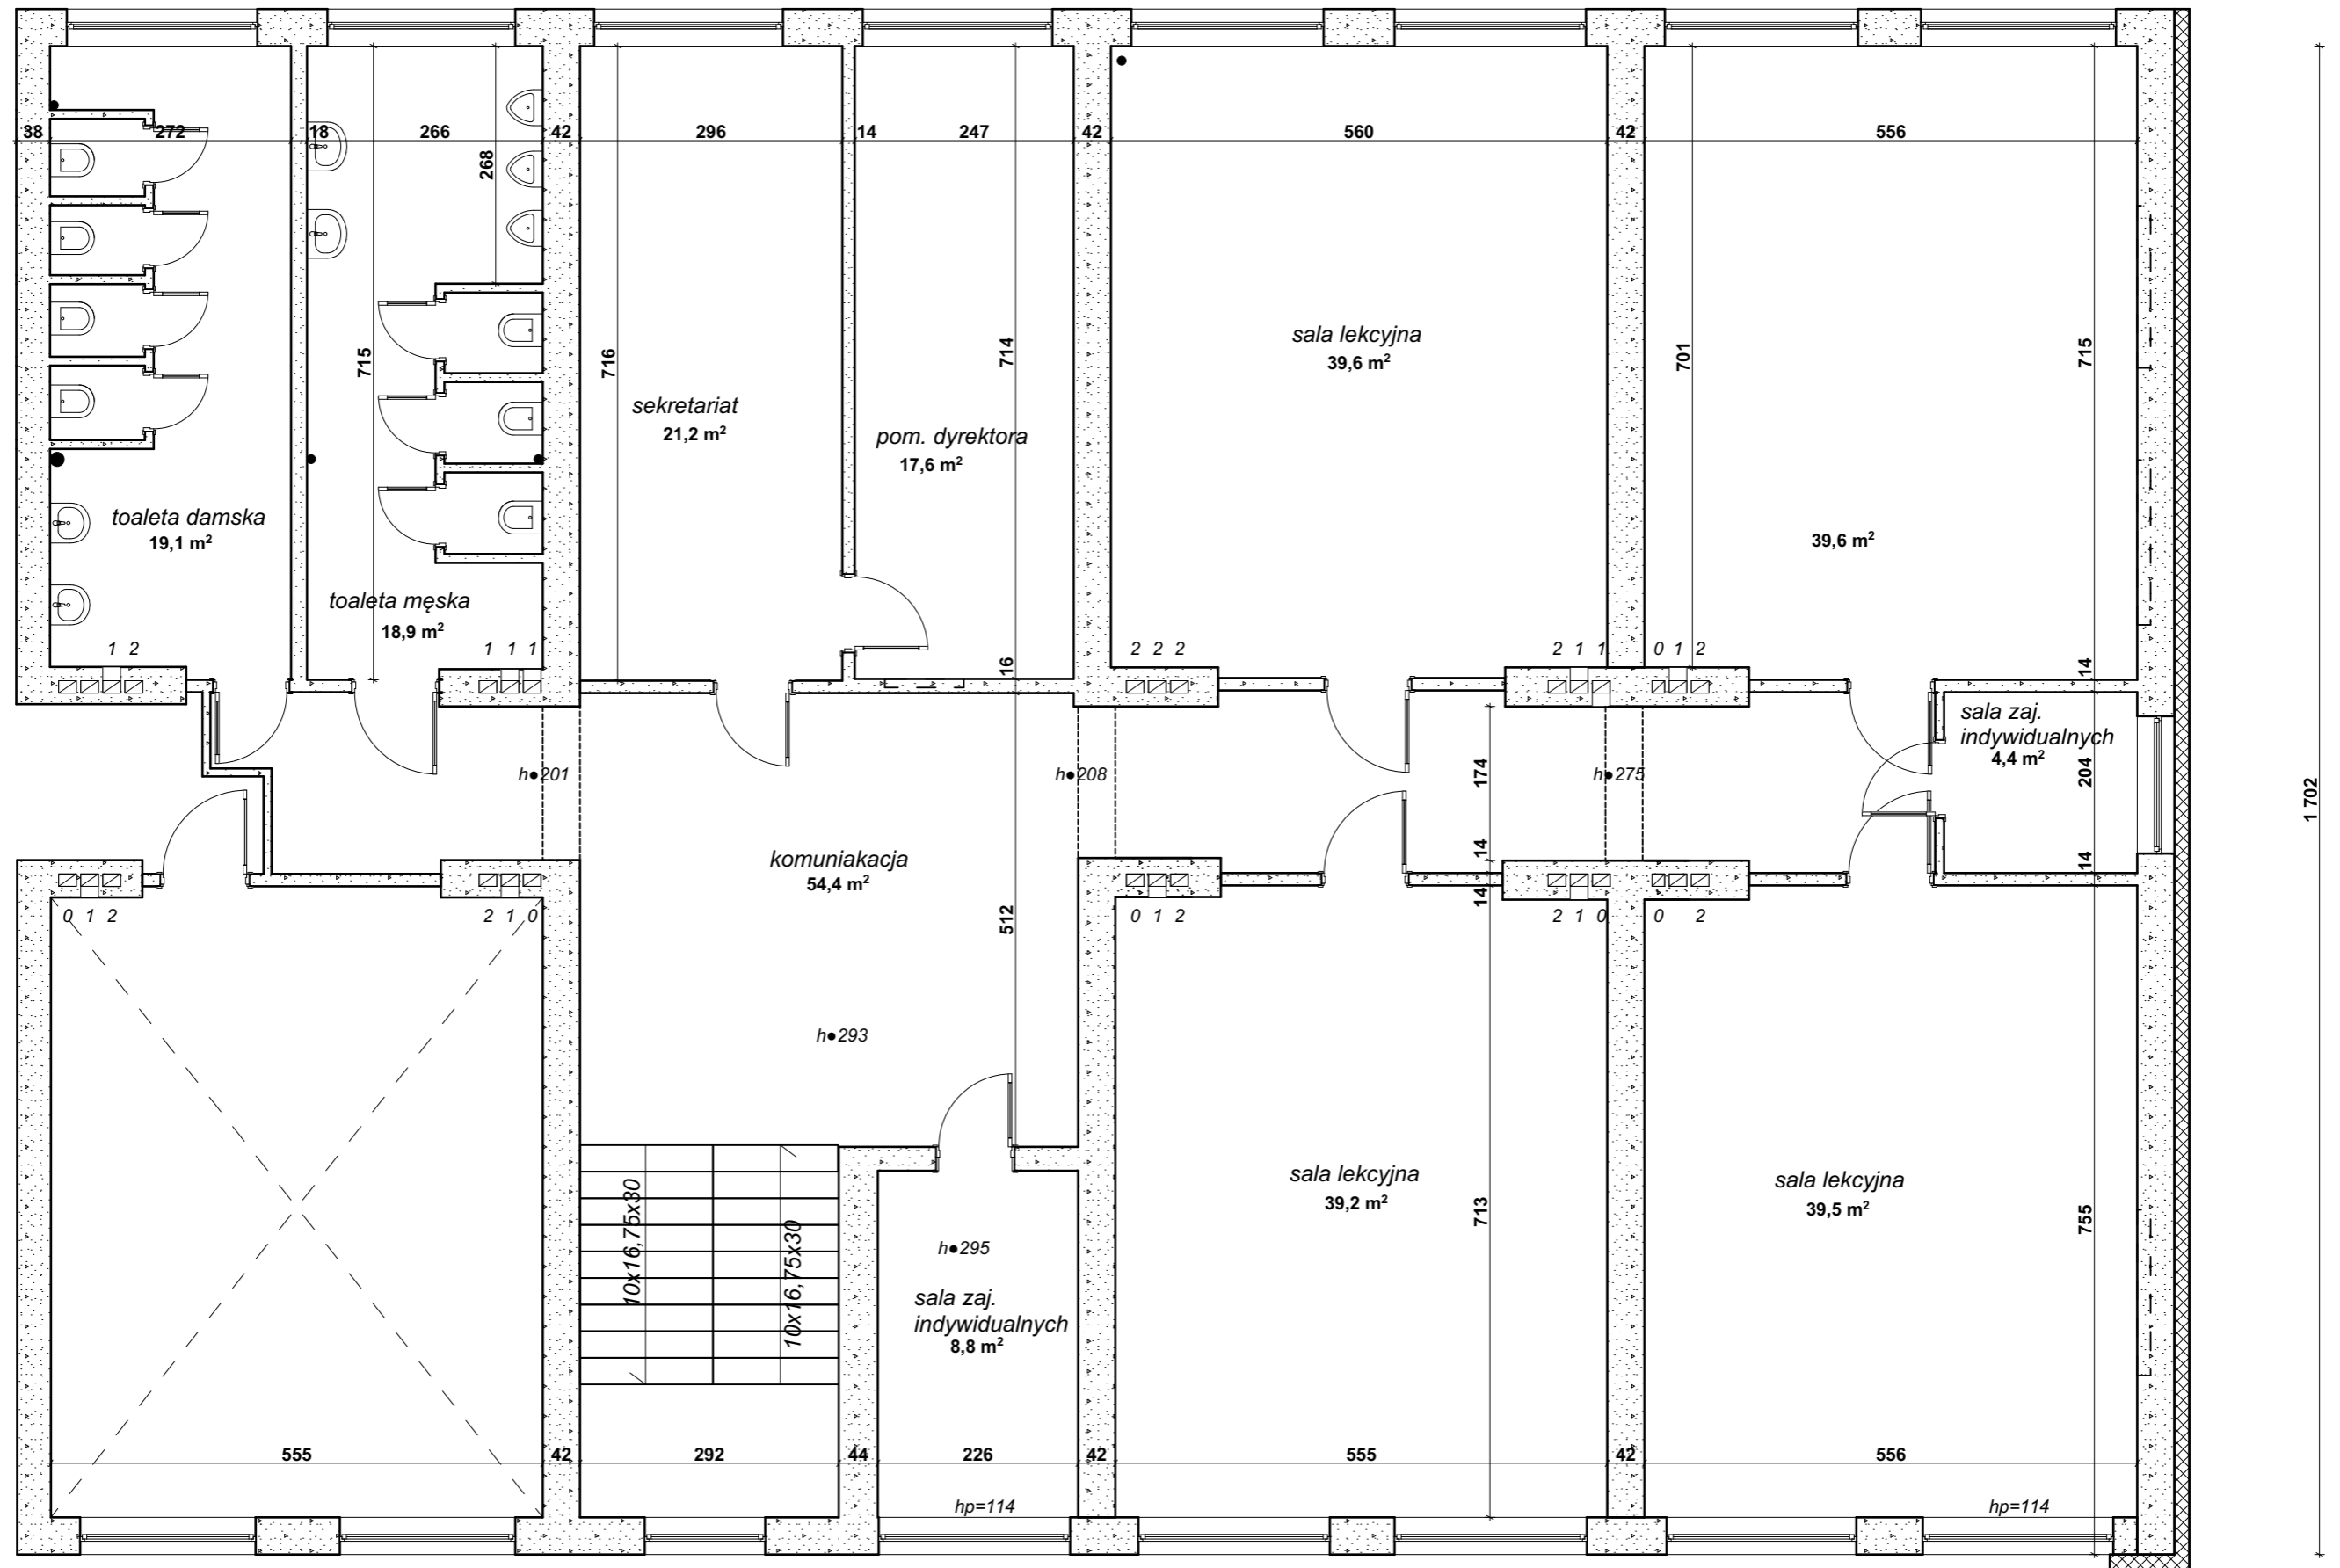 38 272 18 266 42 296 14 247 42 560 42 556
268
715
716
714
701
715
1 702
sala lekcyjna
39,6 m²
sekretariat
21,2 m²
pom. dyrektora
17,6 m²
toaleta damska
19,1 m²
39,6 m²
toaleta męska
18,9 m²
1 2
1 1 1
2 2 2
2 1 1
0 1 2
16
14
sala zaj.
indywidualnych
4,4 m²
204
14
h 201
h 208
h 275
174
14
14
komuniakacja
54,4 m²
512
0 1 2
2 1 0
0 1 2
2 1 0
0 2
h 293
sala lekcyjna
39,2 m²
713
sala lekcyjna
39,5 m²
755
10x16,75x30
10x16,75x30
h 295
sala zaj.
indywidualnych
8,8 m²
555 42 292 44 226 42 555 42 556
hp=114
hp=114